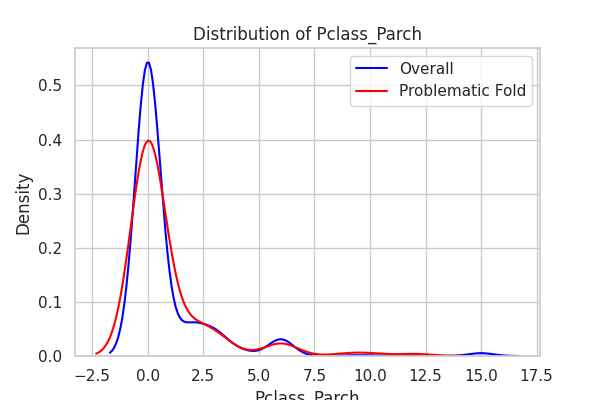 Distribution of Pclass_Parch
Overall
Problematic Fold
Density
0.5
0.4
0.3
0.2
0.1
0.0
−2.5 0.0 2.5 5.0 7.5 10.0 12.5 15.0 17.5
Pclass_Parch